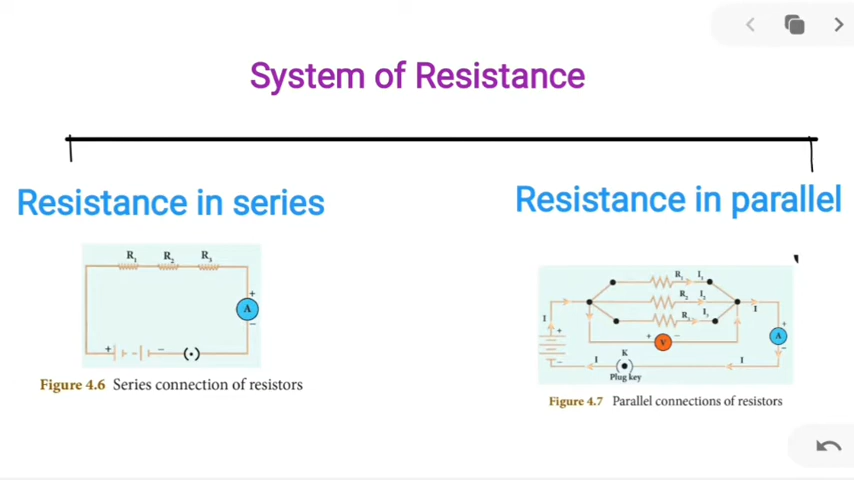 System of Resistance
Resistance in series
Resistance in parallel
R₁ R₂ R₃
+
A
−
+ −
Figure 4.6 Series connection of resistors
R₁ I₁
R₂ I₂
R₃ I₃
I
I
+ V −
+
A
−
+
−
I
K
I
Plug key
Figure 4.7 Parallel connections of resistors